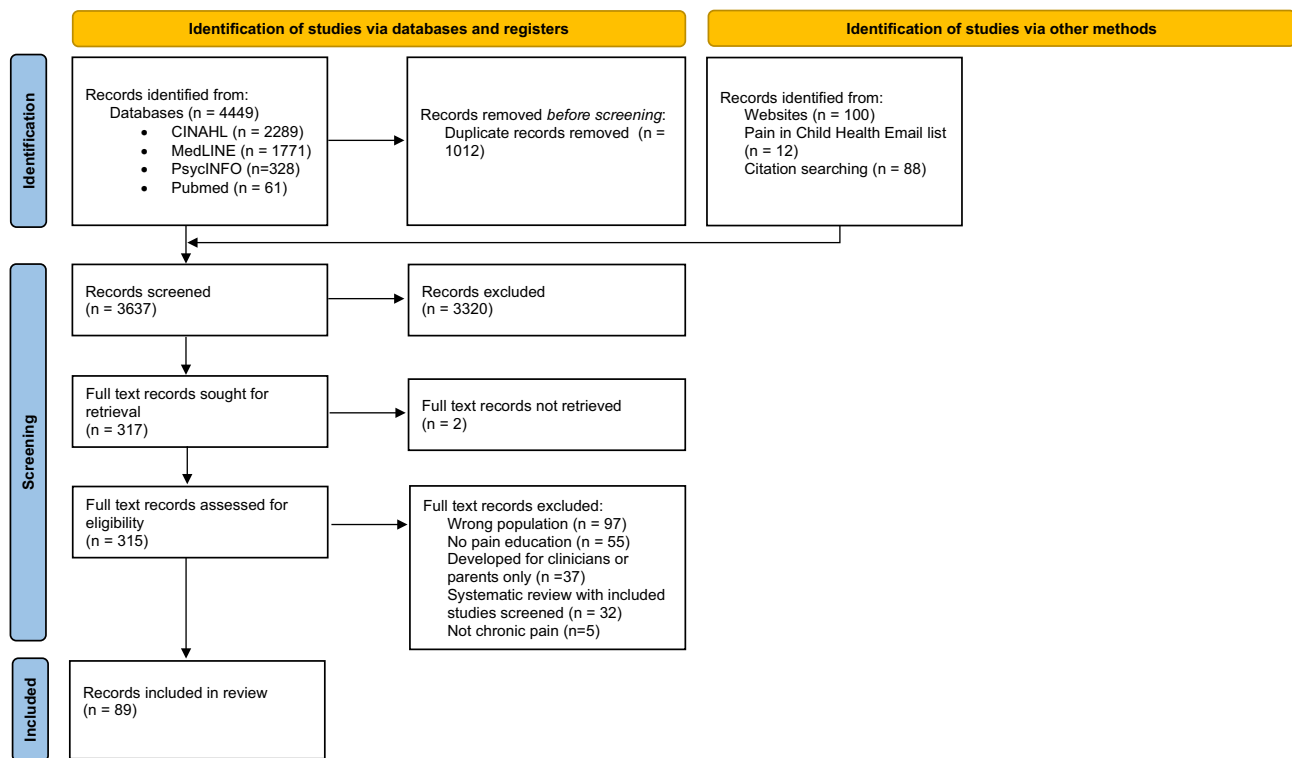 Identification of studies via databases and registers
Identification of studies via other methods
Identification
Records identified from:
Databases (n = 4449)
• CINAHL (n = 2289)
• MedLINE (n = 1771)
• PsycINFO (n=328)
• Pubmed (n = 61)
Records removed before screening:
Duplicate records removed (n =
1012)
Records identified from:
Websites (n = 100)
Pain in Child Health Email list
(n = 12)
Citation searching (n = 88)
Screening
Records screened
(n = 3637)
Records excluded
(n = 3320)
Full text records sought for
retrieval
(n = 317)
Full text records not retrieved
(n = 2)
Full text records assessed for
eligibility
(n = 315)
Full text records excluded:
Wrong population (n = 97)
No pain education (n = 55)
Developed for clinicians or
parents only (n =37)
Systematic review with included
studies screened (n = 32)
Not chronic pain (n=5)
Included
Records included in review
(n = 89)